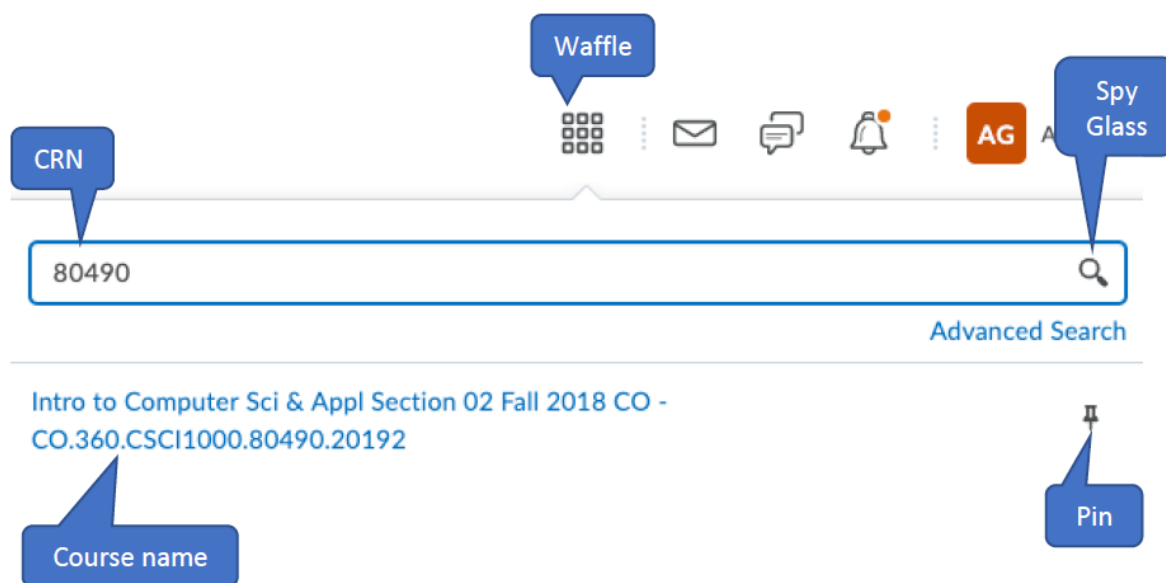 Waffle
Spy
Glass
AG
A
CRN
80490
Advanced Search
Intro to Computer Sci & Appl Section 02 Fall 2018 CO -
CO.360.CSCI1000.80490.20192
Pin
Course name